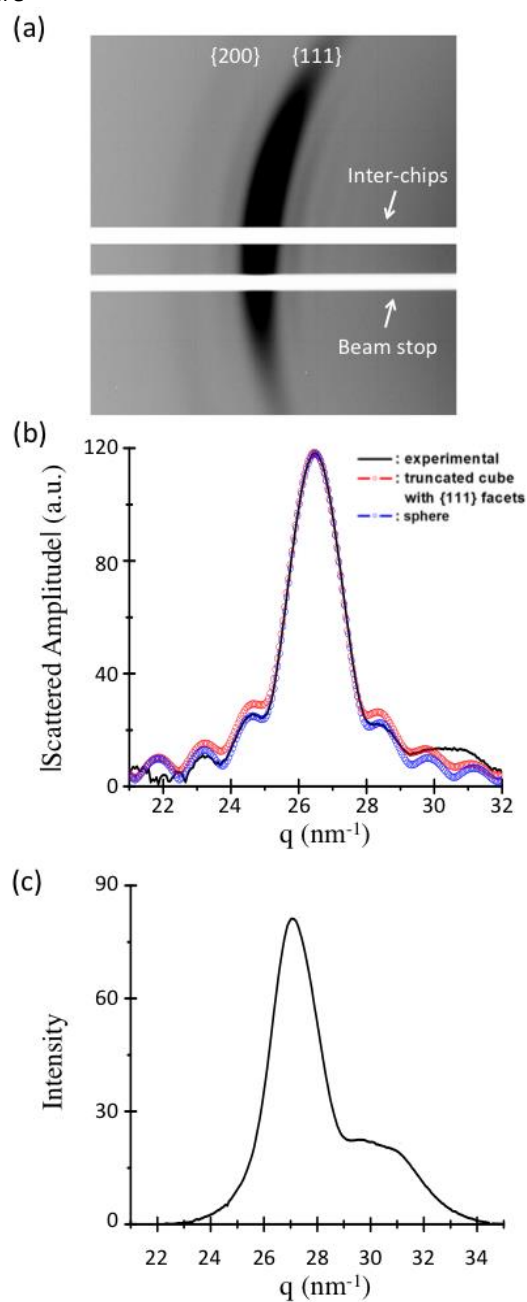 (a)
{200} {111}
Inter-chips
Beam stop
(b)
120
80
40
0
|Scattered Amplitude| (a.u.)
: experimental
: truncated cube
with {111} facets
: sphere
22 24 26 28 30 32
q (nm⁻¹)
(c)
90
60
30
0
Intensity
22 24 26 28 30 32 34
q (nm⁻¹)